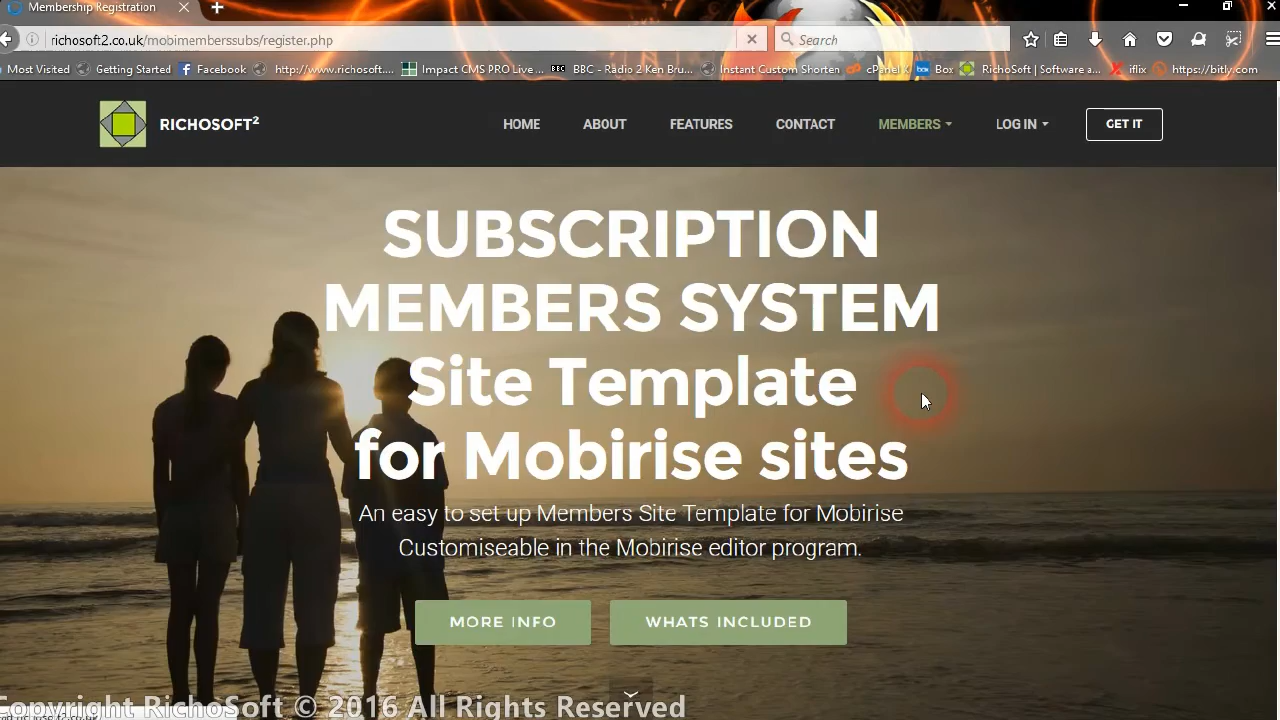 Membership Registration
richosoft2.co.uk/mobimemberssubs/register.php
Search
Most Visited Getting Started Facebook http://www.richosoft.... Impact CMS PRO Live ... BBC BBC - Radio 2 Ken Bru... Instant Custom Shorten cPanel X Box RichoSoft | Software a... iflix https://bitly.com
RICHOSOFT² HOME ABOUT FEATURES CONTACT MEMBERS LOG IN GET IT
SUBSCRIPTION
MEMBERS SYSTEM
Site Template
for Mobirise sites
An easy to set up Members Site Template for Mobirise
Customiseable in the Mobirise editor program.
MORE INFO WHATS INCLUDED
Copyright RichoSoft © 2016 All Rights Reserved